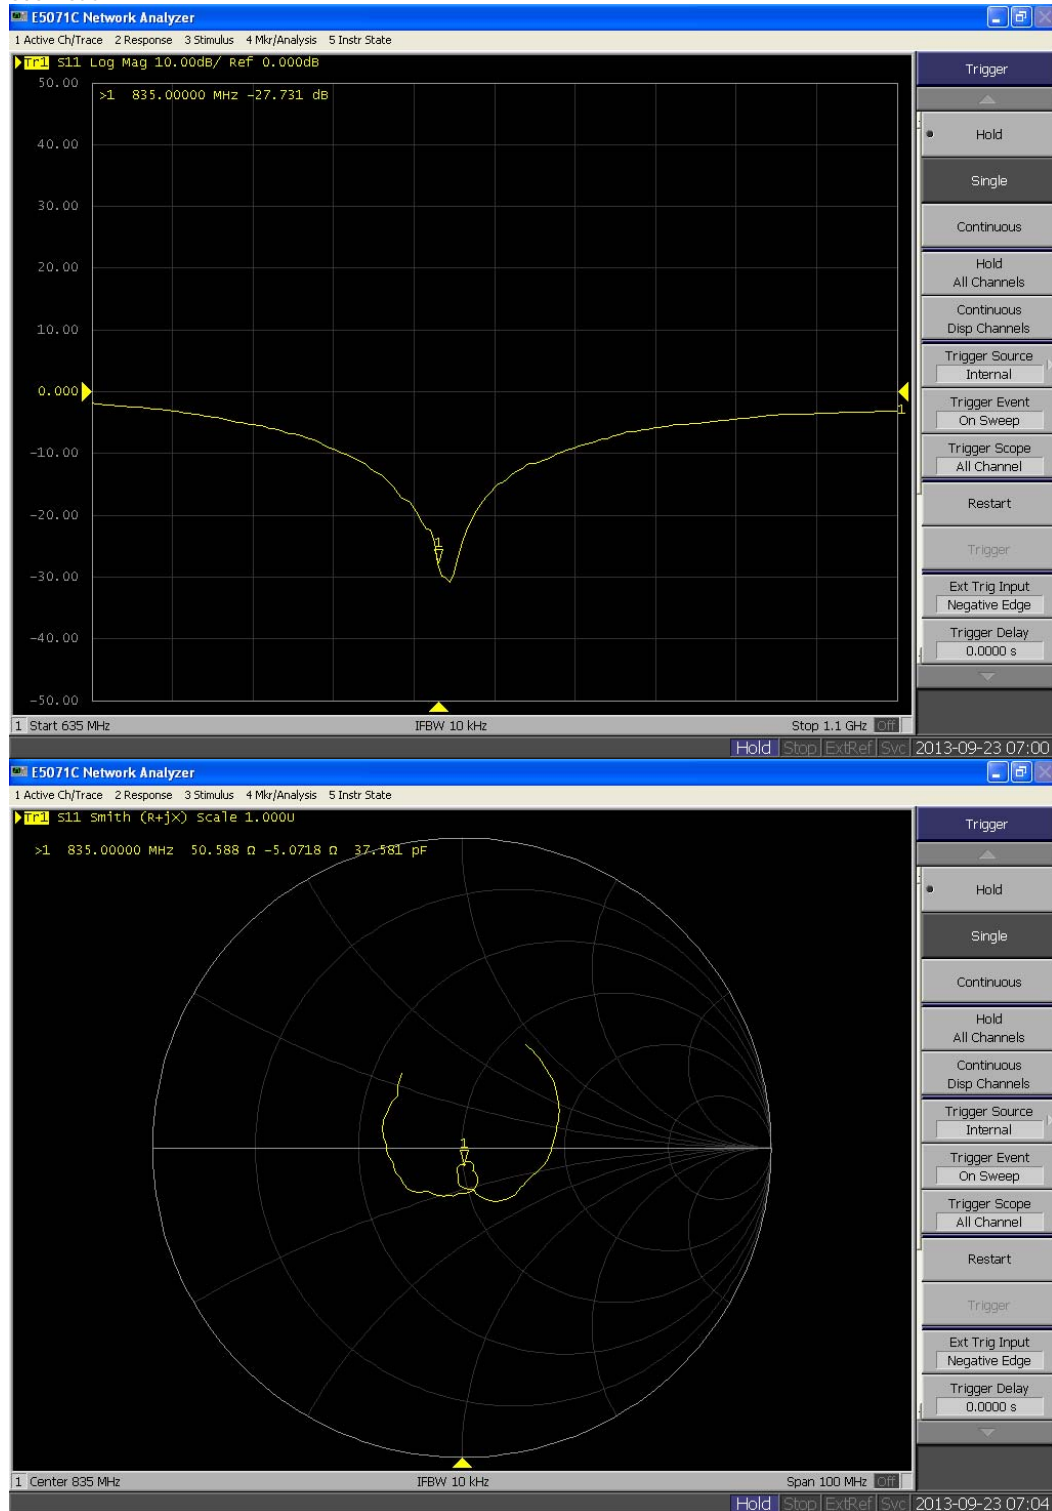 E5071C Network Analyzer
1 Active Ch/Trace 2 Response 3 Stimulus 4 Mkr/Analysis 5 Instr State
Tr1 S11 Log Mag 10.00dB/ Ref 0.000dB
>1 835.00000 MHz -27.731 dB
50.00
40.00
30.00
20.00
10.00
0.000
-10.00
-20.00
-30.00
-40.00
-50.00
1
1
1 Start 635 MHz IFBW 10 kHz Stop 1.1 GHz Off
Trigger
Hold
Single
Continuous
Hold
All Channels
Continuous
Disp Channels
Trigger Source
Internal
Trigger Event
On Sweep
Trigger Scope
All Channel
Restart
Trigger
Ext Trig Input
Negative Edge
Trigger Delay
0.0000 s
Hold Stop ExtRef Svc 2013-09-23 07:00
E5071C Network Analyzer
1 Active Ch/Trace 2 Response 3 Stimulus 4 Mkr/Analysis 5 Instr State
Tr1 S11 Smith (R+jX) Scale 1.000U
>1 835.00000 MHz 50.588 Ω -5.0718 Ω 37.581 pF
1
1 Center 835 MHz IFBW 10 kHz Span 100 MHz Off
Trigger
Hold
Single
Continuous
Hold
All Channels
Continuous
Disp Channels
Trigger Source
Internal
Trigger Event
On Sweep
Trigger Scope
All Channel
Restart
Trigger
Ext Trig Input
Negative Edge
Trigger Delay
0.0000 s
Hold Stop ExtRef Svc 2013-09-23 07:04